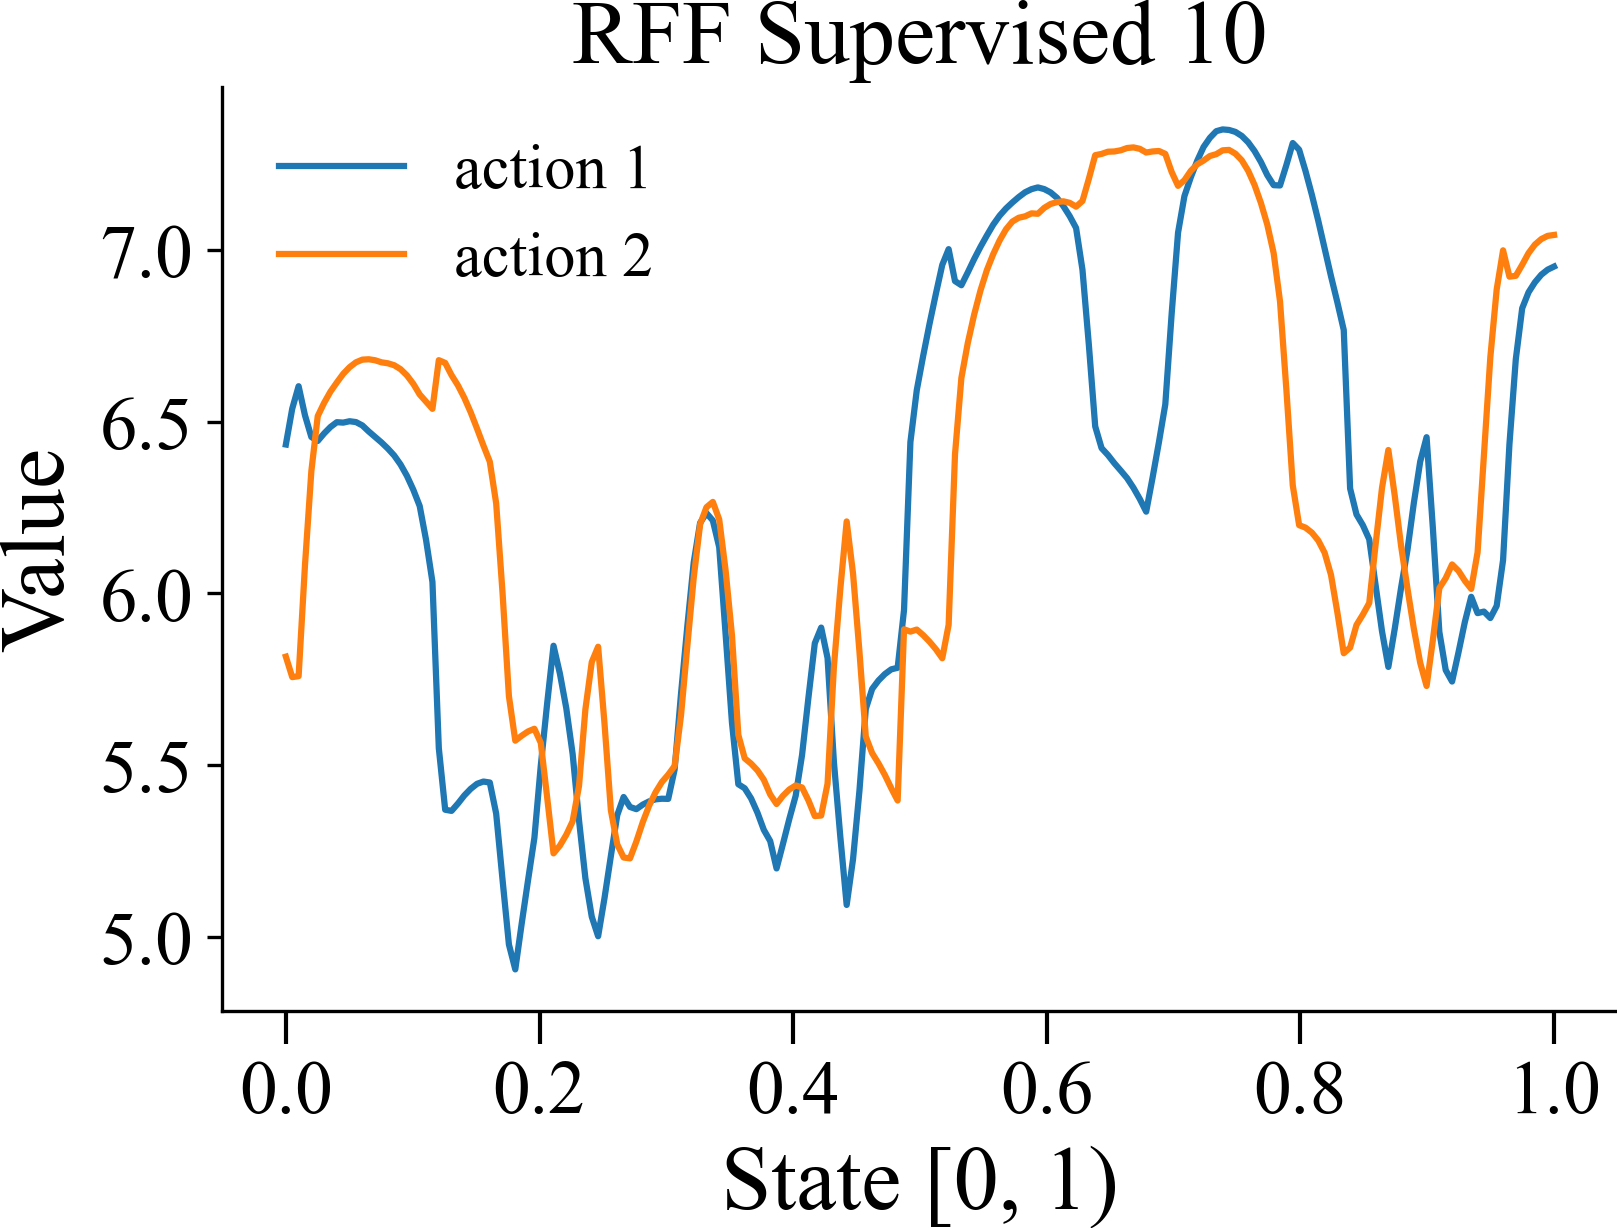 RFF Supervised 10
action 1
action 2
Value
7.0
6.5
6.0
5.5
5.0
0.0 0.2 0.4 0.6 0.8 1.0
State [0, 1)